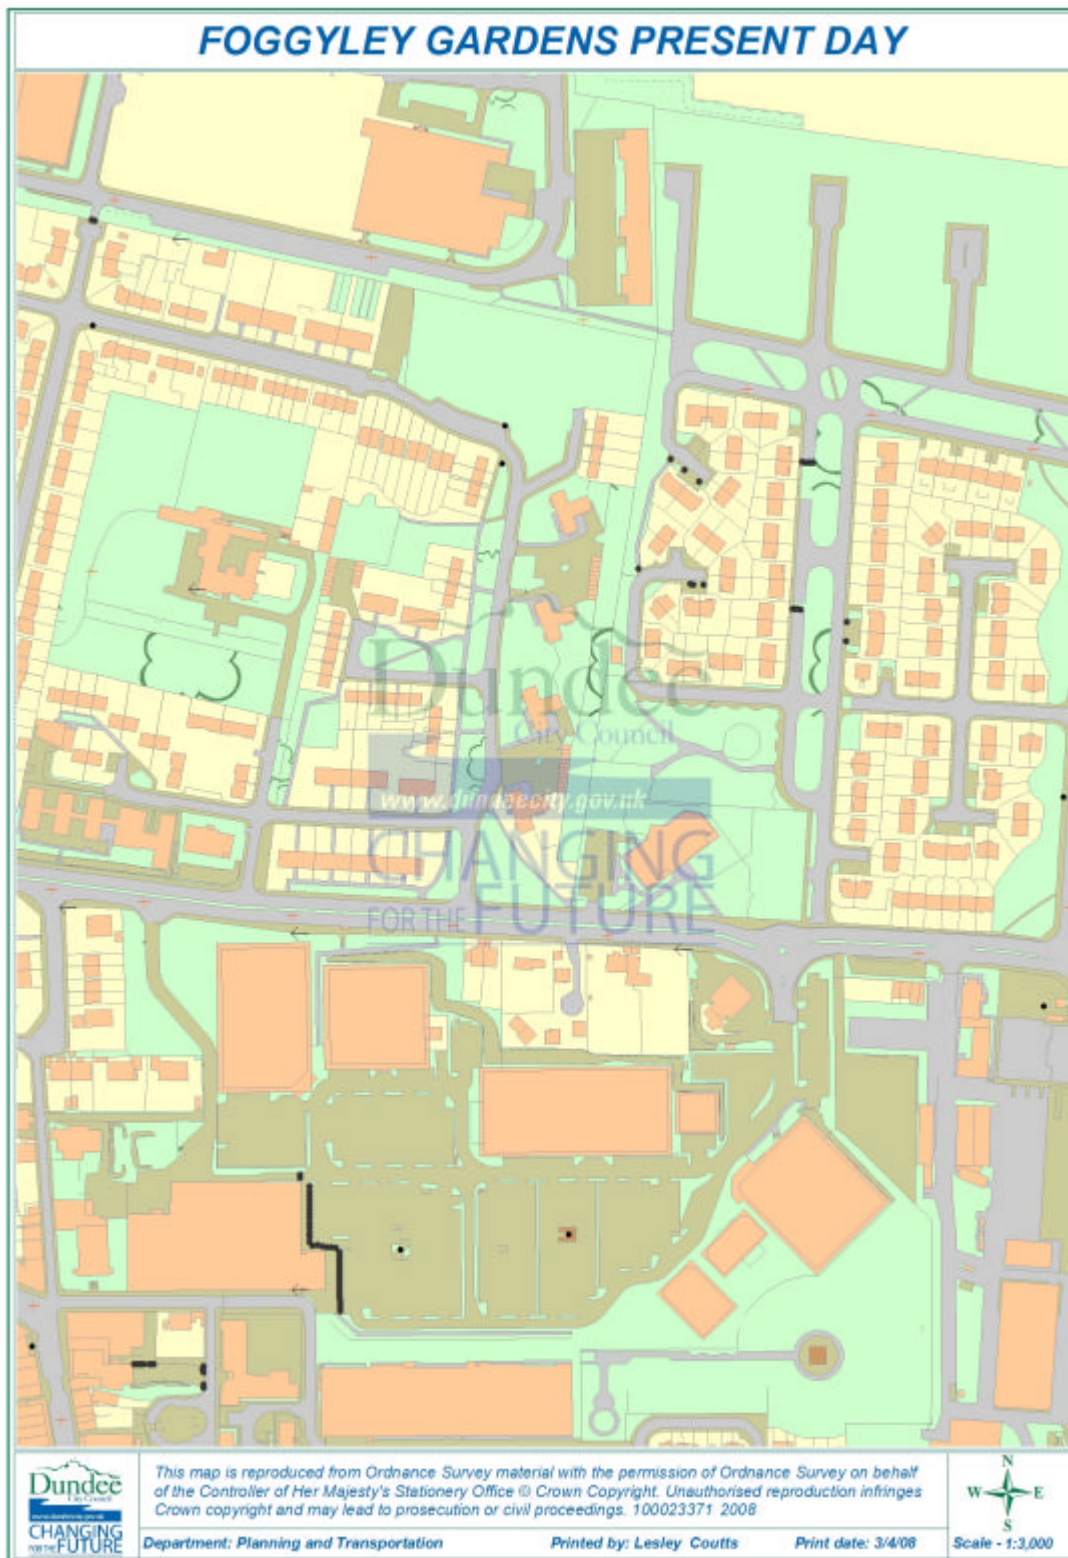 FOGGYLEY GARDENS PRESENT DAY
Dundee
City Council
www.dundeecity.gov.uk
CHANGING
FOR THE FUTURE
Dundee
City Council
www.dundeecity.gov.uk
CHANGING
FOR THE FUTURE
This map is reproduced from Ordnance Survey material with the permission of Ordnance Survey on behalf
of the Controller of Her Majesty's Stationery Office © Crown Copyright. Unauthorised reproduction infringes
Crown copyright and may lead to prosecution or civil proceedings. 100023371 2008
Department: Planning and Transportation
Printed by: Lesley Coutts
Print date: 3/4/08
N
W E
S
Scale - 1:3,000